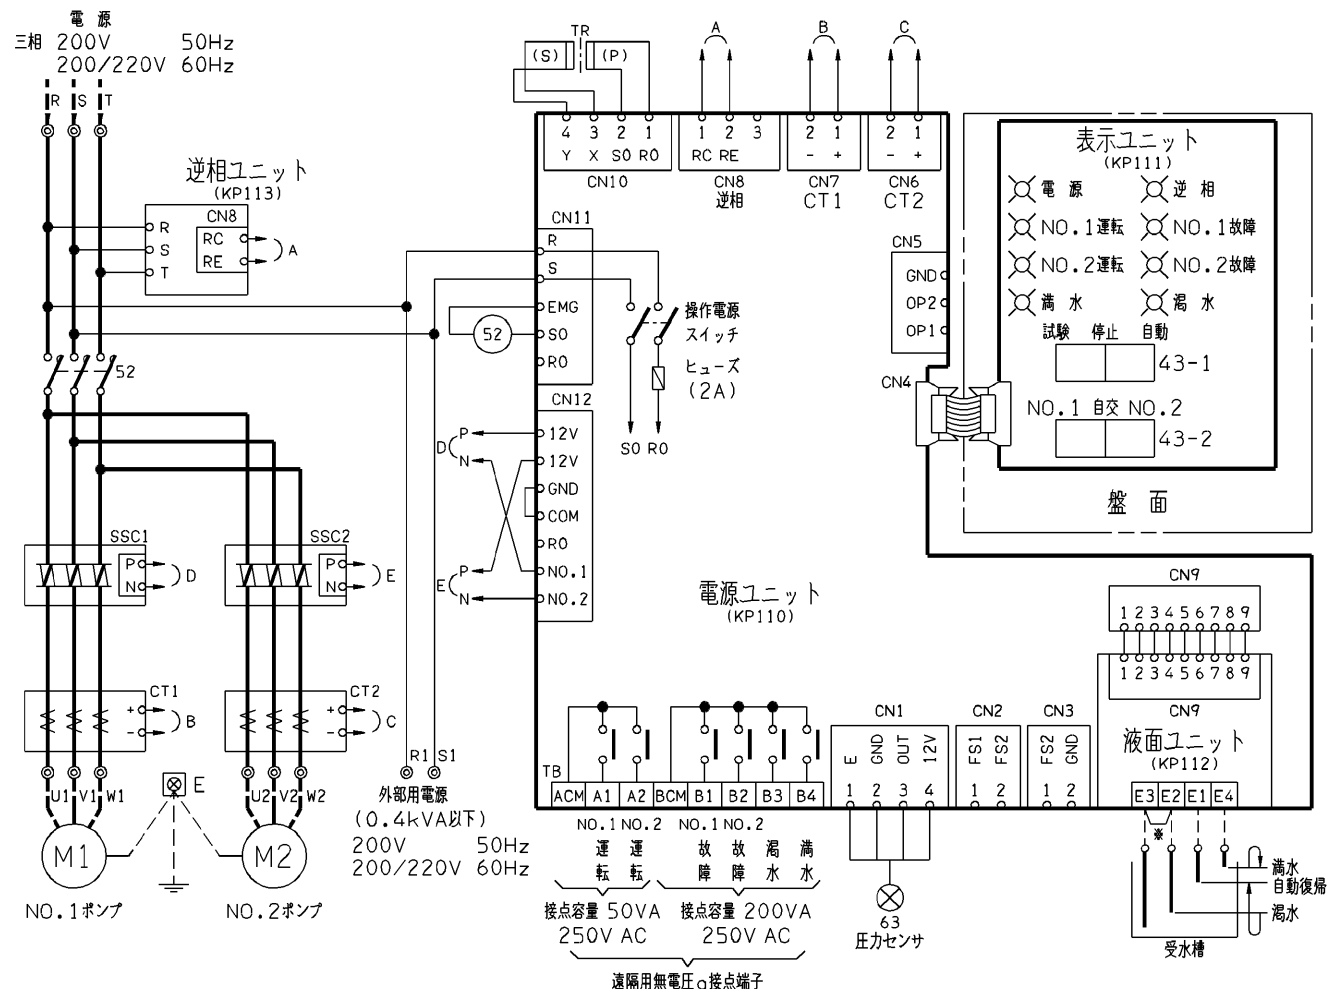 電源
三相 200V 50Hz
200/220V 60Hz
R S T
逆相ユニット
(KP113)
CN8
R
S
T
RC
RE
A
52
SSC1
P
N
D
SSC2
P
N
E
CT1
+
-
B
CT2
+
-
C
U1 V1 W1
E
U2 V2 W2
M1
M2
NO.1ポンプ
NO.2ポンプ
R1 S1
外部用電源
(0.4kVA以下)
200V 50Hz
200/220V 60Hz
TR
(S) (P)
A
B
C
4 3 2 1
Y X SO RO
CN10
1 2 3
RC RE
CN8
逆相
2 1
- +
CN7
CT1
2 1
- +
CN6
CT2
CN11
R
S
EMG
SO
RO
52
操作電源
スイッチ
ヒューズ
(2A)
SO RO
CN12
12V
12V
GND
COM
RO
NO.1
NO.2
D
P
N
E
P
N
CN5
GND
OP2
OP1
CN4
表示ユニット
(KP111)
電源 逆相
NO.1運転 NO.1故障
NO.2運転 NO.2故障
満水 渇水
試験 停止 自動
43-1
NO.1 自交 NO.2
43-2
盤面
電源ユニット
(KP110)
CN9
1 2 3 4 5 6 7 8 9
1 2 3 4 5 6 7 8 9
CN9
液面ユニット
(KP112)
E3 E2 E1 E4
※
満水
自動復帰
渇水
受水槽
TB
ACM A1 A2 BCM B1 B2 B3 B4
NO.1 NO.2 NO.1 NO.2
運転 運転 故障 故障 渇水 満水
接点容量 50VA
250V AC
接点容量 200VA
250V AC
遠隔用無電圧a接点端子
CN1
E GND OUT 12V
1 2 3 4
63
圧力センサ
CN2
FS1 FS2
1 2
CN3
FS2 GND
1 2